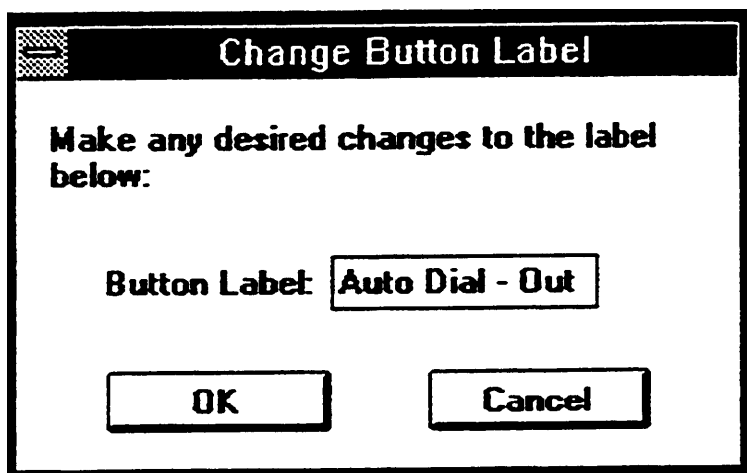 Change Button Label
Make any desired changes to the label
below:
Button Label: Auto Dial - Out
OK Cancel